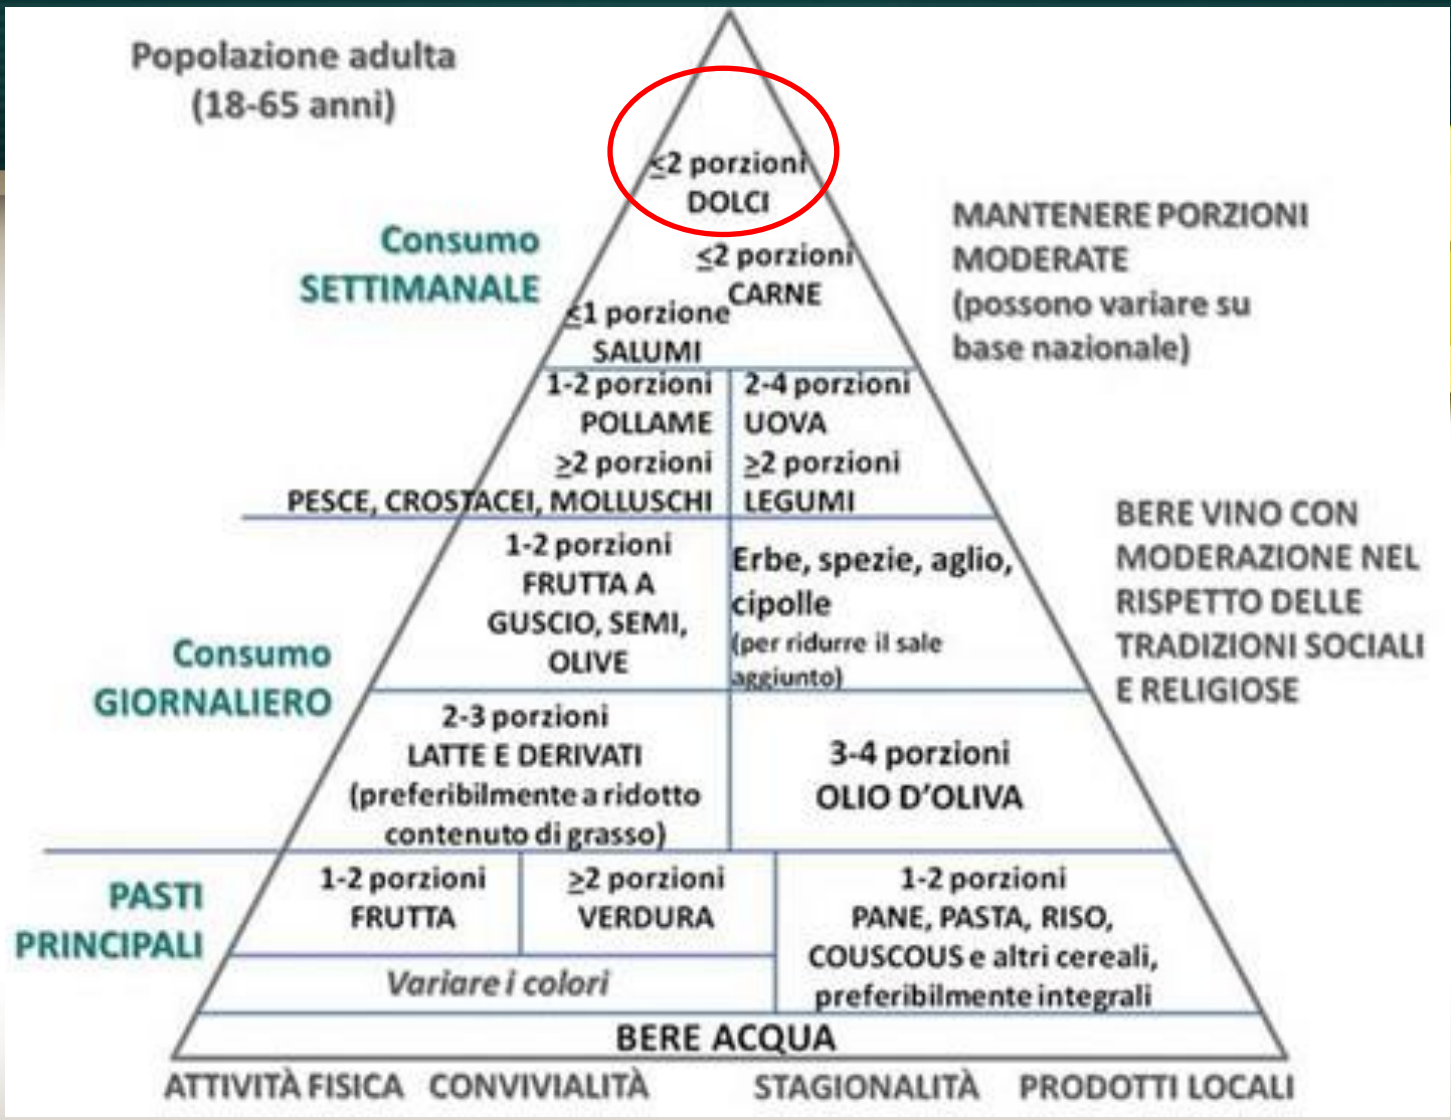 Popolazione adulta
(18-65 anni)
≤2 porzioni
DOLCI
Consumo
SETTIMANALE
≤2 porzioni
CARNE
≤1 porzione
SALUMI
MANTENERE PORZIONI
MODERATE
(possono variare su
base nazionale)
1-2 porzioni
POLLAME
≥2 porzioni
PESCE, CROSTACEI, MOLLUSCHI
2-4 porzioni
UOVA
≥2 porzioni
LEGUMI
BERE VINO CON
MODERAZIONE NEL
RISPETTO DELLE
TRADIZIONI SOCIALI
E RELIGIOSE
Consumo
GIORNALIERO
1-2 porzioni
FRUTTA A
GUSCIO, SEMI,
OLIVE
Erbe, spezie, aglio,
cipolle
(per ridurre il sale
aggiunto)
2-3 porzioni
LATTE E DERIVATI
(preferibilmente a ridotto
contenuto di grasso)
3-4 porzioni
OLIO D'OLIVA
PASTI
PRINCIPALI
1-2 porzioni
FRUTTA
≥2 porzioni
VERDURA
Variare i colori
1-2 porzioni
PANE, PASTA, RISO,
COUSCOUS e altri cereali,
preferibilmente integrali
BERE ACQUA
ATTIVITÀ FISICA CONVIVIALITÀ STAGIONALITÀ PRODOTTI LOCALI